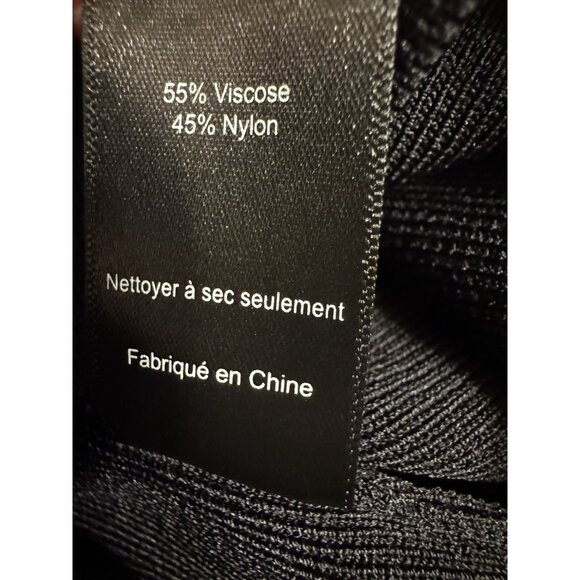 55% Viscose
45% Nylon
Nettoyer à sec seulement
Fabriqué en Chine